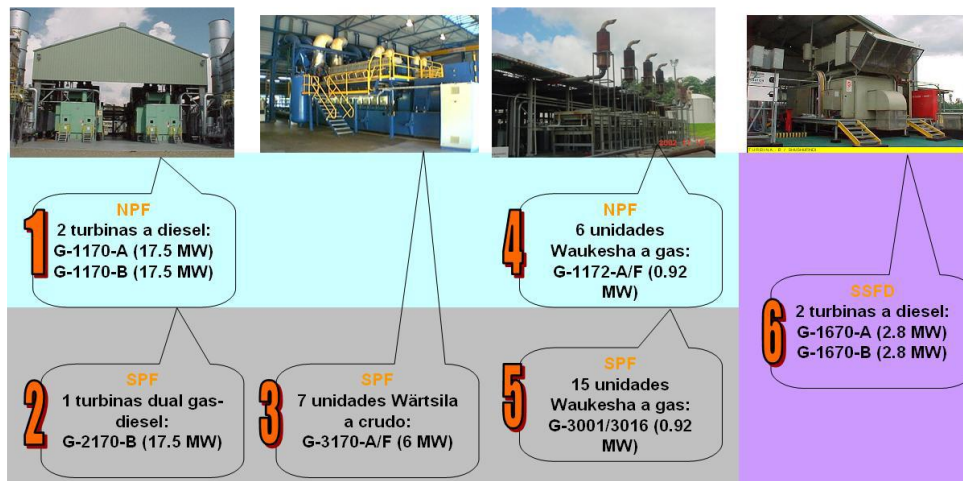 1
NPF
2 turbinas a diesel:
G-1170-A (17.5 MW)
G-1170-B (17.5 MW)
2
SPF
1 turbinas dual gas-
diesel:
G-2170-B (17.5 MW)
3
SPF
7 unidades Wärtsila
a crudo:
G-3170-A/F (6 MW)
4
NPF
6 unidades
Waukesha a gas:
G-1172-A/F (0.92
MW)
5
SPF
15 unidades
Waukesha a gas:
G-3001/3016 (0.92
MW)
6
SSFD
2 turbinas a diesel:
G-1670-A (2.8 MW)
G-1670-B (2.8 MW)